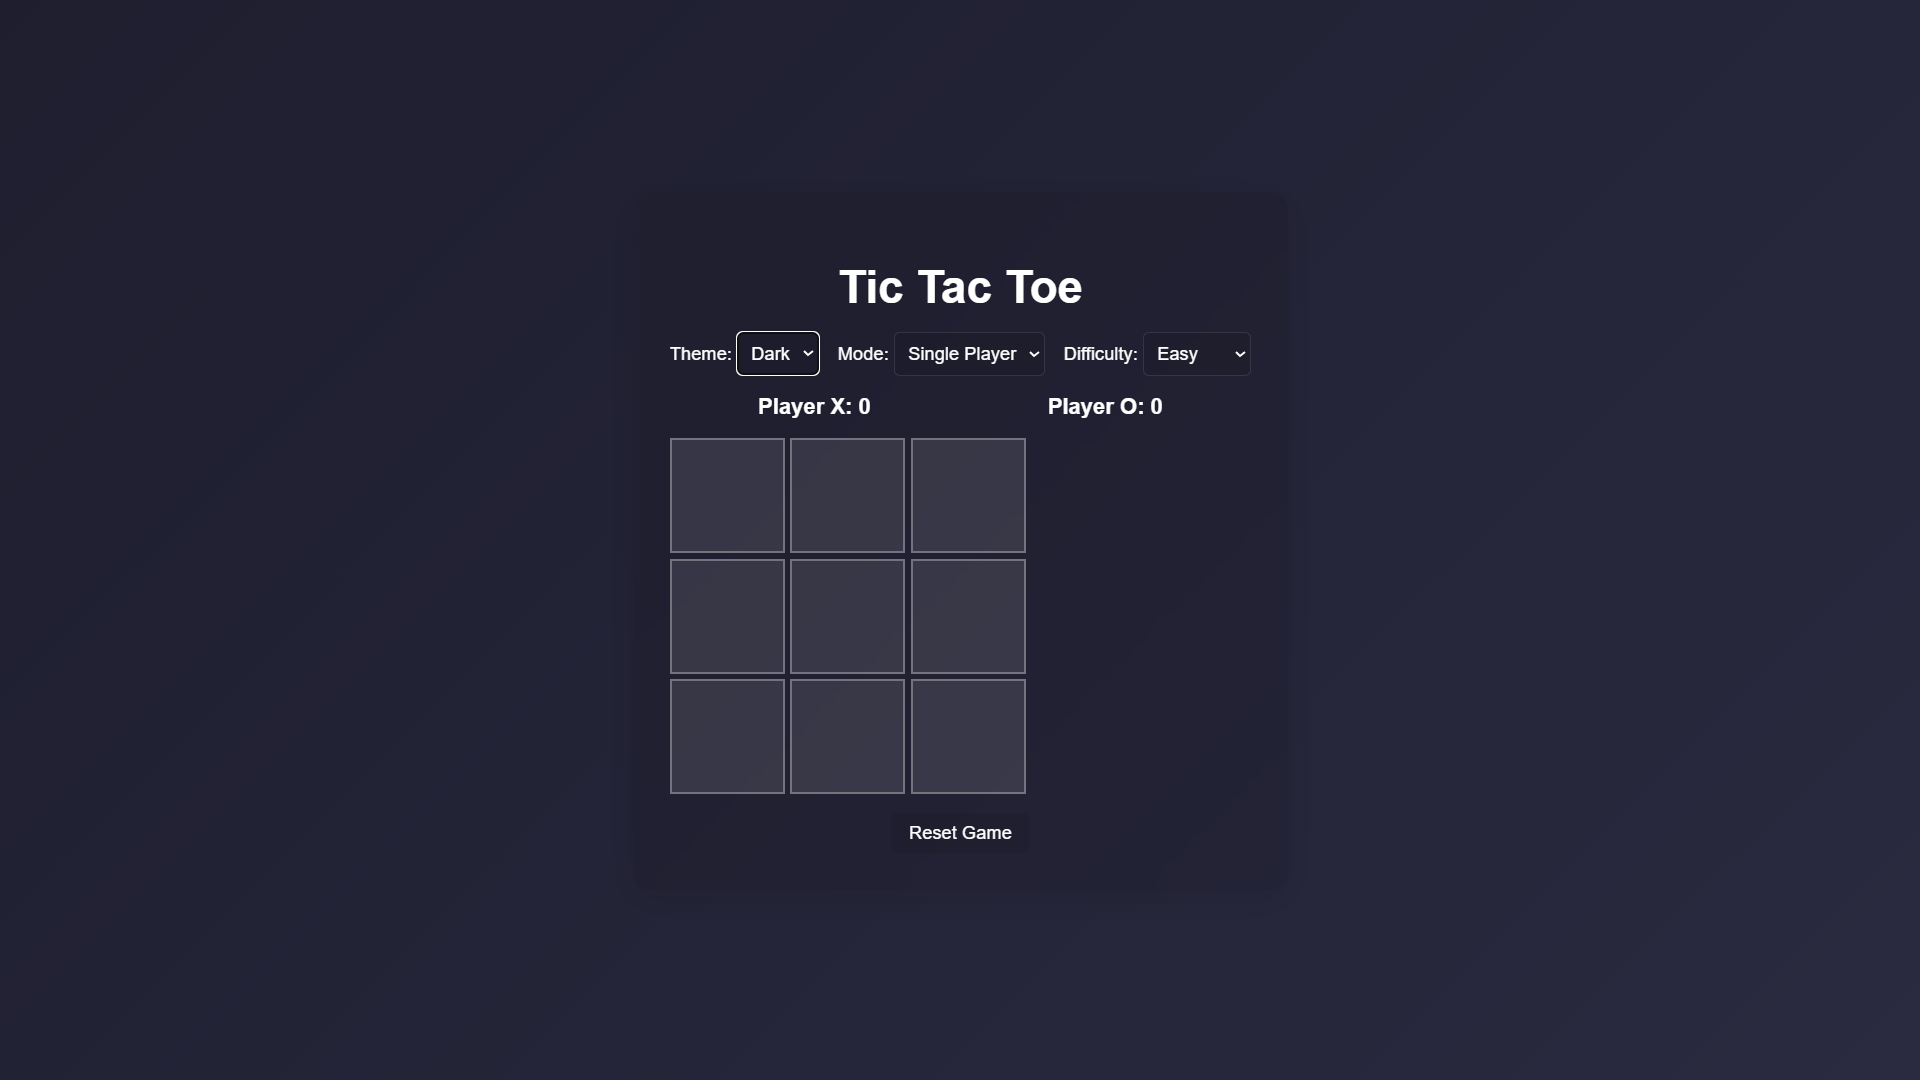 Tic Tac Toe
Theme: Dark Mode: Single Player Difficulty: Easy
Player X: 0 Player O: 0
Reset Game